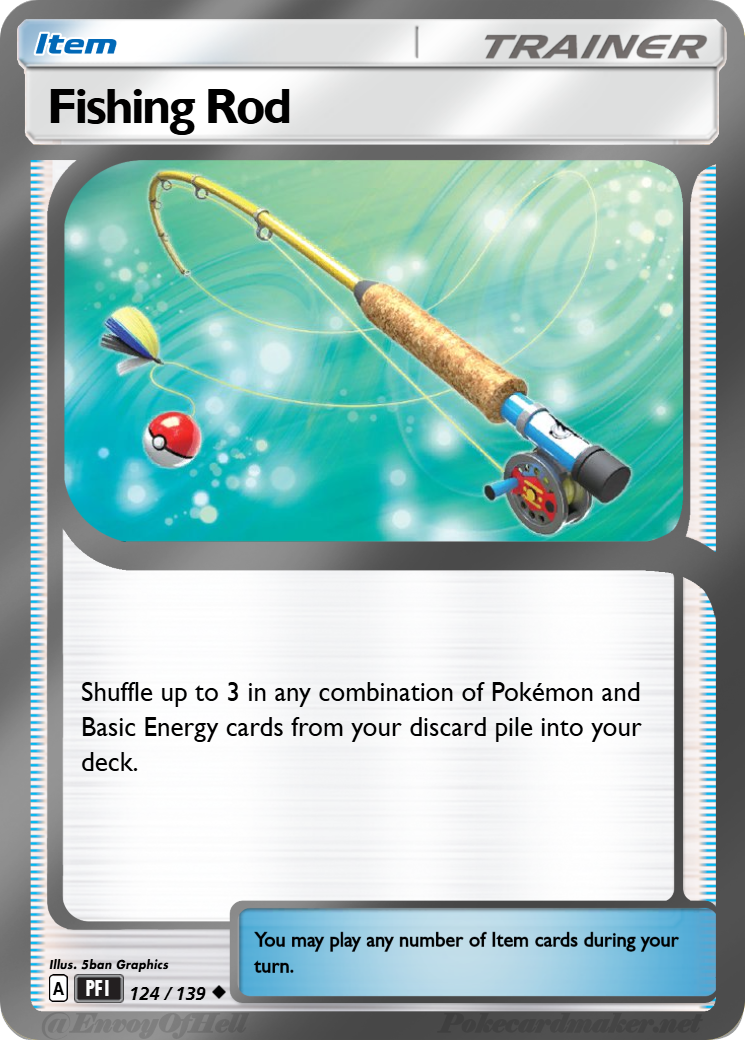 Item
TRAINER
Fishing Rod
Shuffle up to 3 in any combination of Pokémon and
Basic Energy cards from your discard pile into your
deck.
You may play any number of Item cards during your
turn.
Illus. 5ban Graphics
A PFI 124 / 139 ◆
@EnvoyOfHell
Pokecardmaker.net